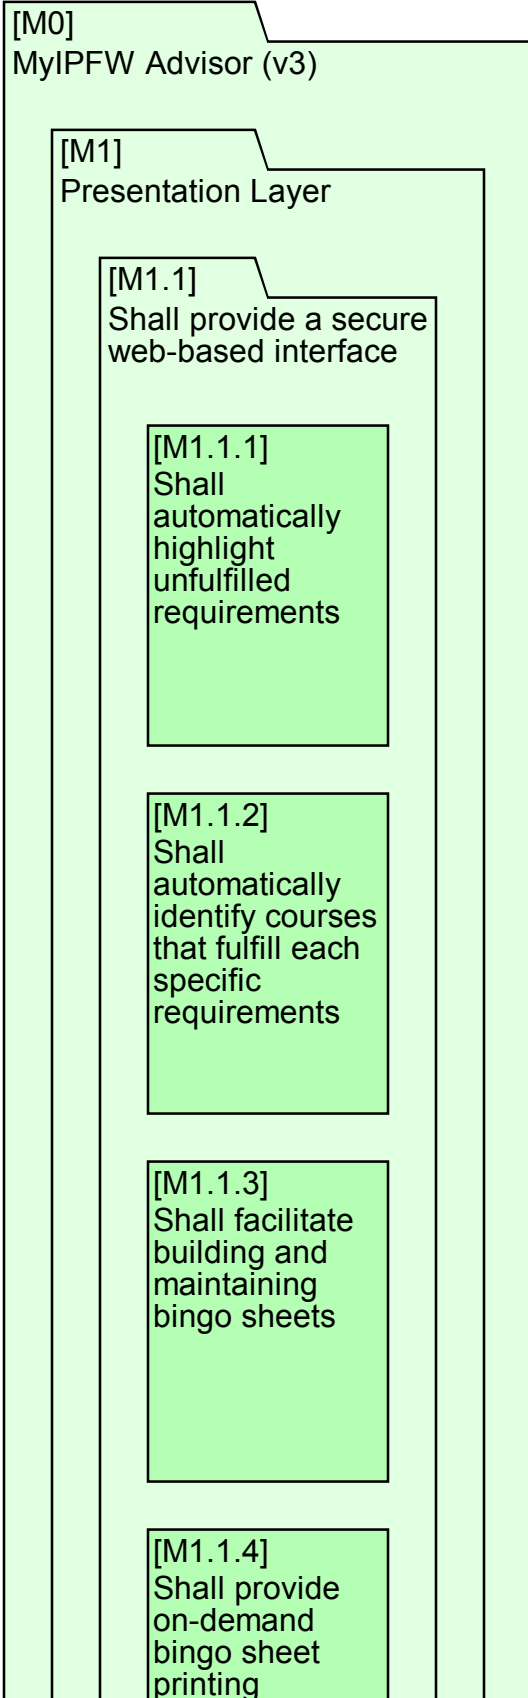 [M0]
MyIPFW Advisor (v3)
[M1]
Presentation Layer
[M1.1]
Shall provide a secure
web-based interface
[M1.1.1]
Shall
automatically
highlight
unfulfilled
requirements
[M1.1.2]
Shall
automatically
identify courses
that fulfill each
specific
requirements
[M1.1.3]
Shall facilitate
building and
maintaining
bingo sheets
[M1.1.4]
Shall provide
on-demand
bingo sheet
printing